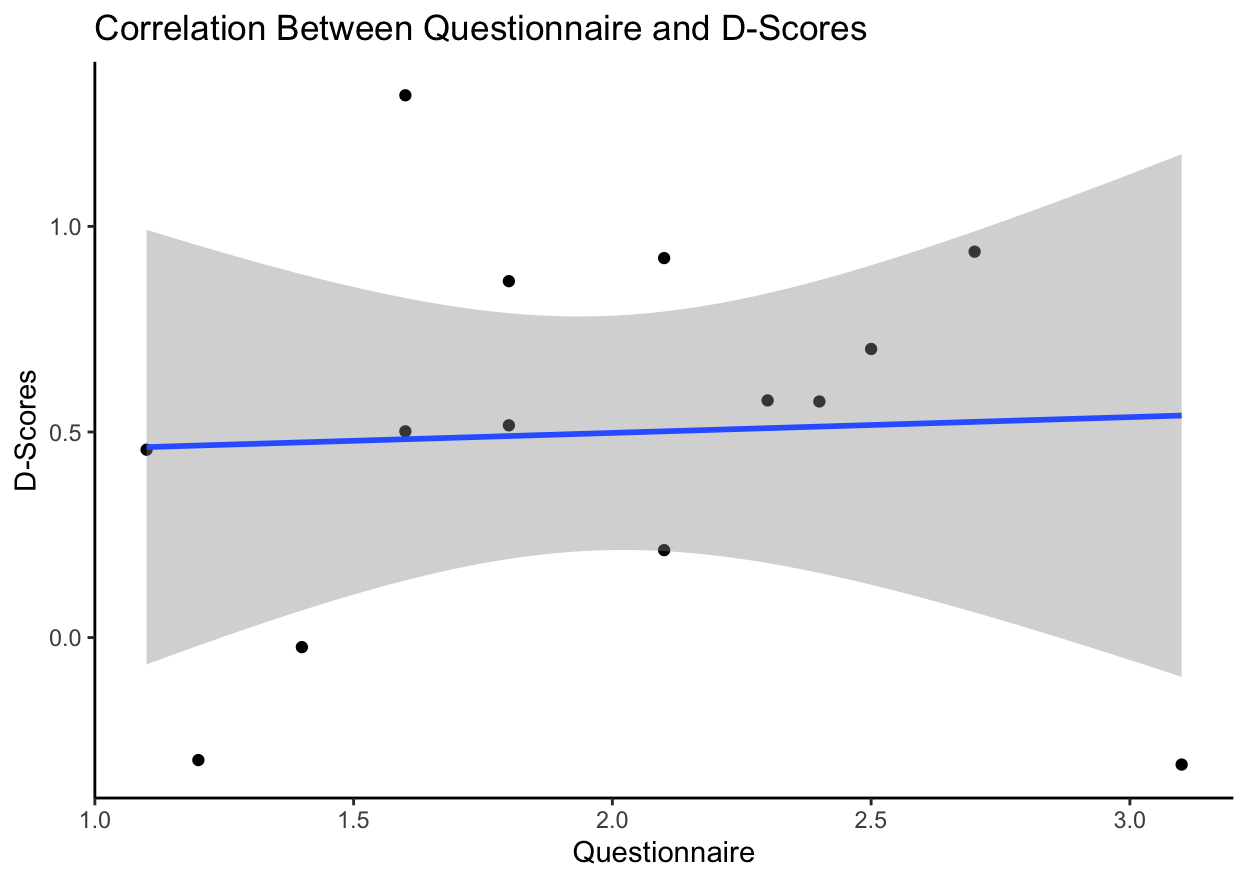 Correlation Between Questionnaire and D-Scores
D-Scores
1.0
0.5
0.0
1.0 1.5 2.0 2.5 3.0
Questionnaire